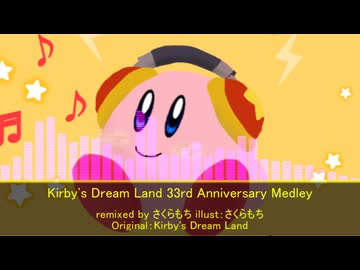 Kirby's Dream Land 33rd Anniversary Medley
remixed by さくらもち illust:さくらもち
Original:Kirby's Dream Land